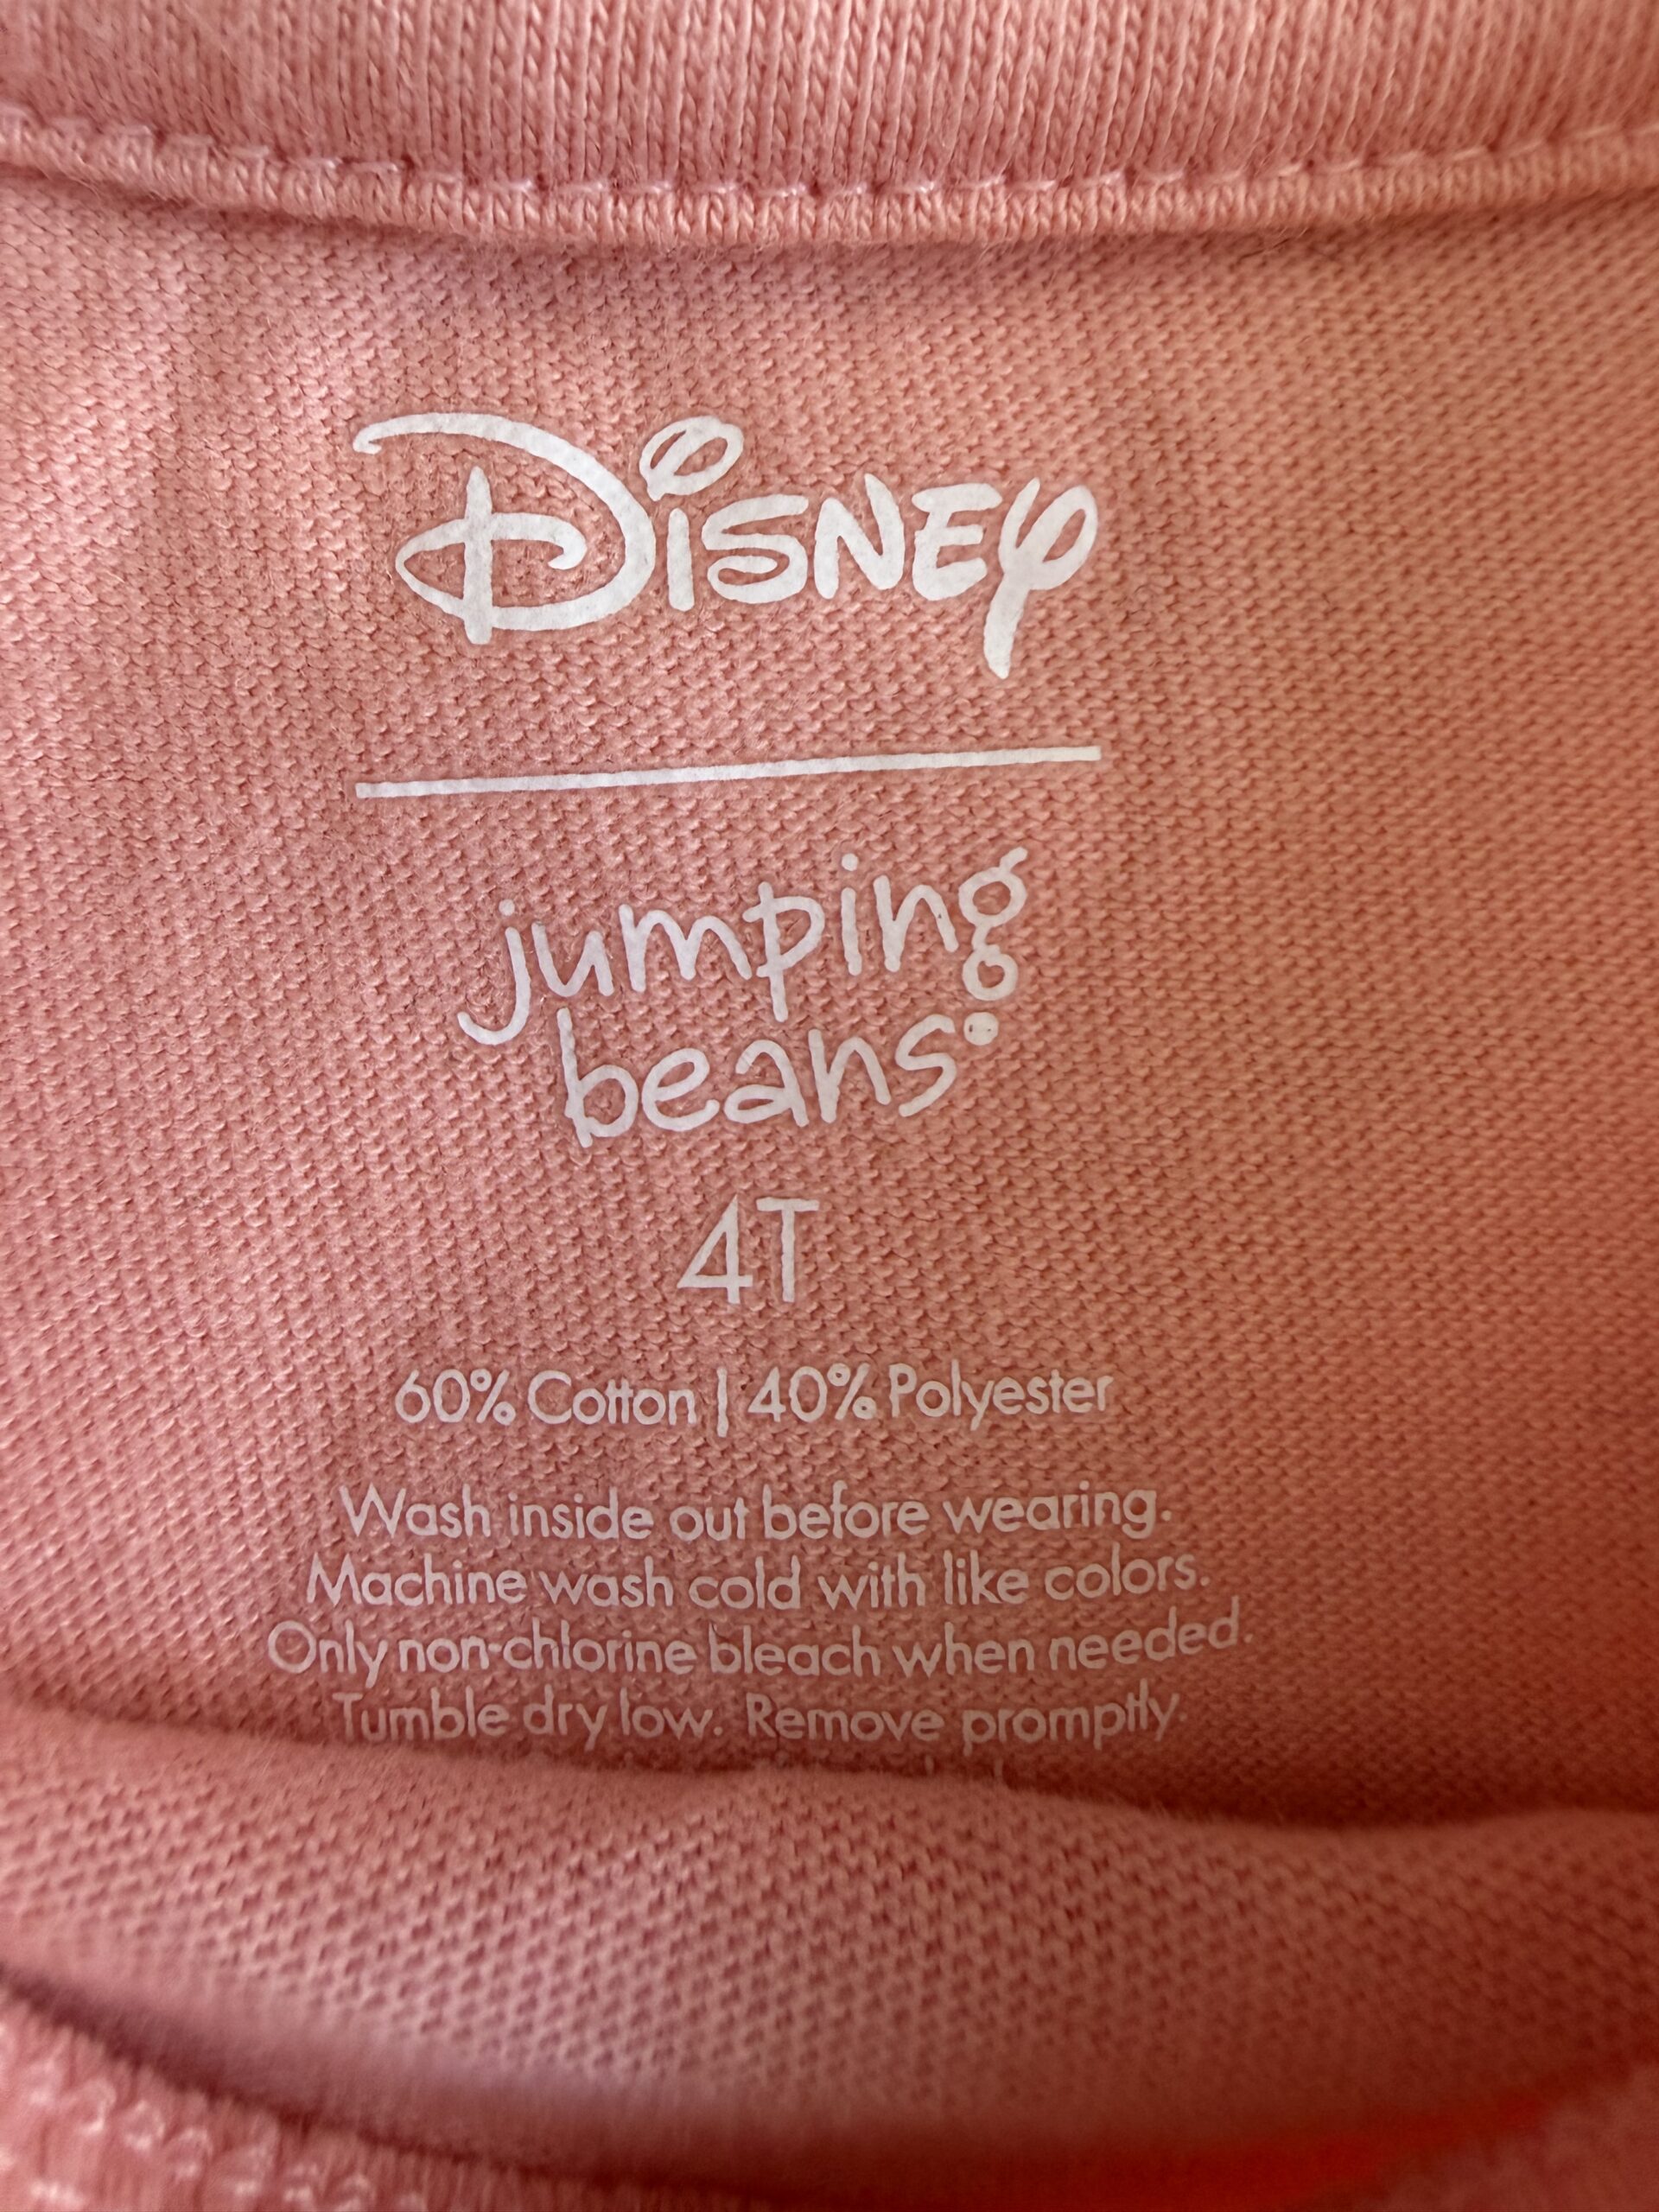 Disney
jumping
beans®
4T
60% Cotton | 40% Polyester
Wash inside out before wearing.
Machine wash cold with like colors.
Only non-chlorine bleach when needed.
Tumble dry low. Remove promptly.